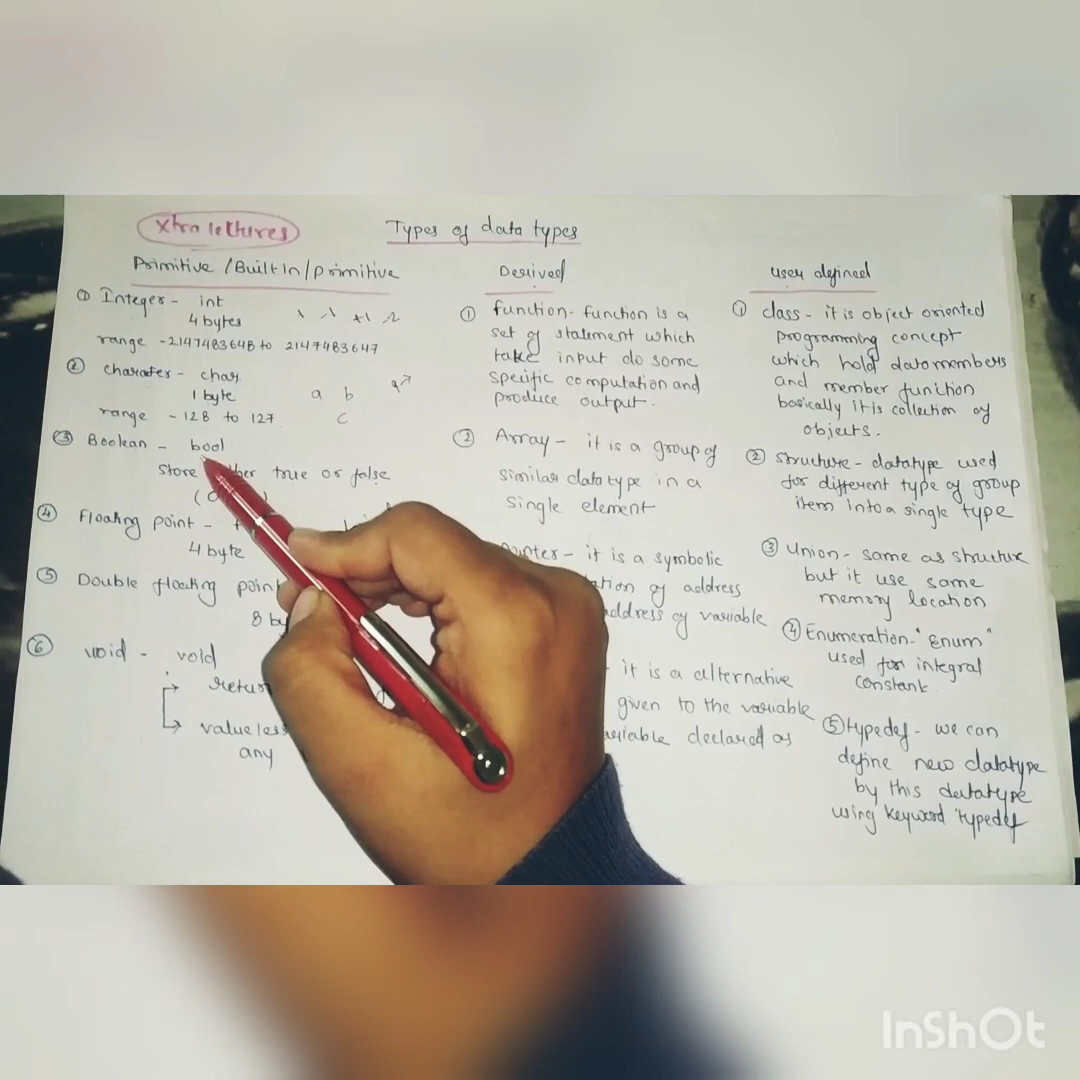 Xtra lectures
Types of data types
Primitive /Built In/primitive
① Integer - int
4 bytes
range -2147483648 to 2147483647
② character - char
1 byte
a b
c
range -128 to 127
③ Boolean - bool
store true or false
④ Floating point -
4 byte
⑤ Double floating point
8 by
⑥ void - void
return
valueless
any
Derived
① function - function is a
set of statement which
take input do some
specific computation and
produce output.
② Array - it is a group of
similar datatype in a
single element
- it is a symbolic
of address
address of variable
it is a alternative
given to the variable
declared as
user defined
① class - it is object oriented
programming concept
which hold datamembers
and member function
basically it is collection of
objects.
② structure - datatype used
for different type of group
item into a single type
③ Union - same as structure
but it use same
memory location
④ Enumeration - "Enum"
used for integral
constant.
⑤ typedef - we can
define new datatype
by this datatype
using keyword 'typedef
InShOt